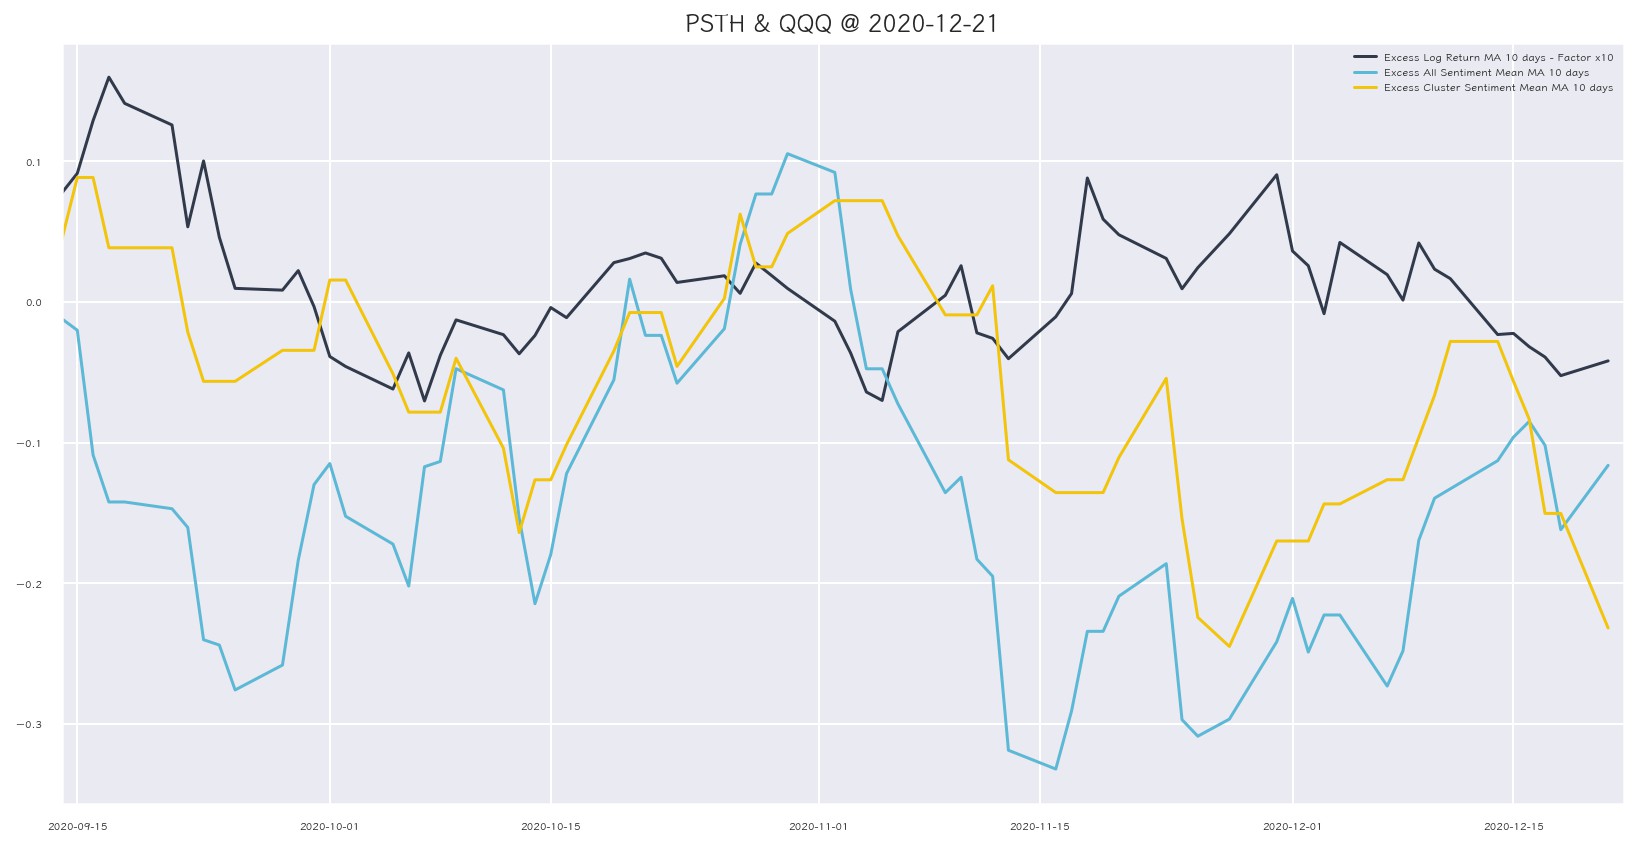 PSTH & QQQ @ 2020-12-21
Excess Log Return MA 10 days - Factor x10
Excess All Sentiment Mean MA 10 days
Excess Cluster Sentiment Mean MA 10 days
0.1
0.0
−0.1
−0.2
−0.3
2020-09-15 2020-10-01 2020-10-15 2020-11-01 2020-11-15 2020-12-01 2020-12-15